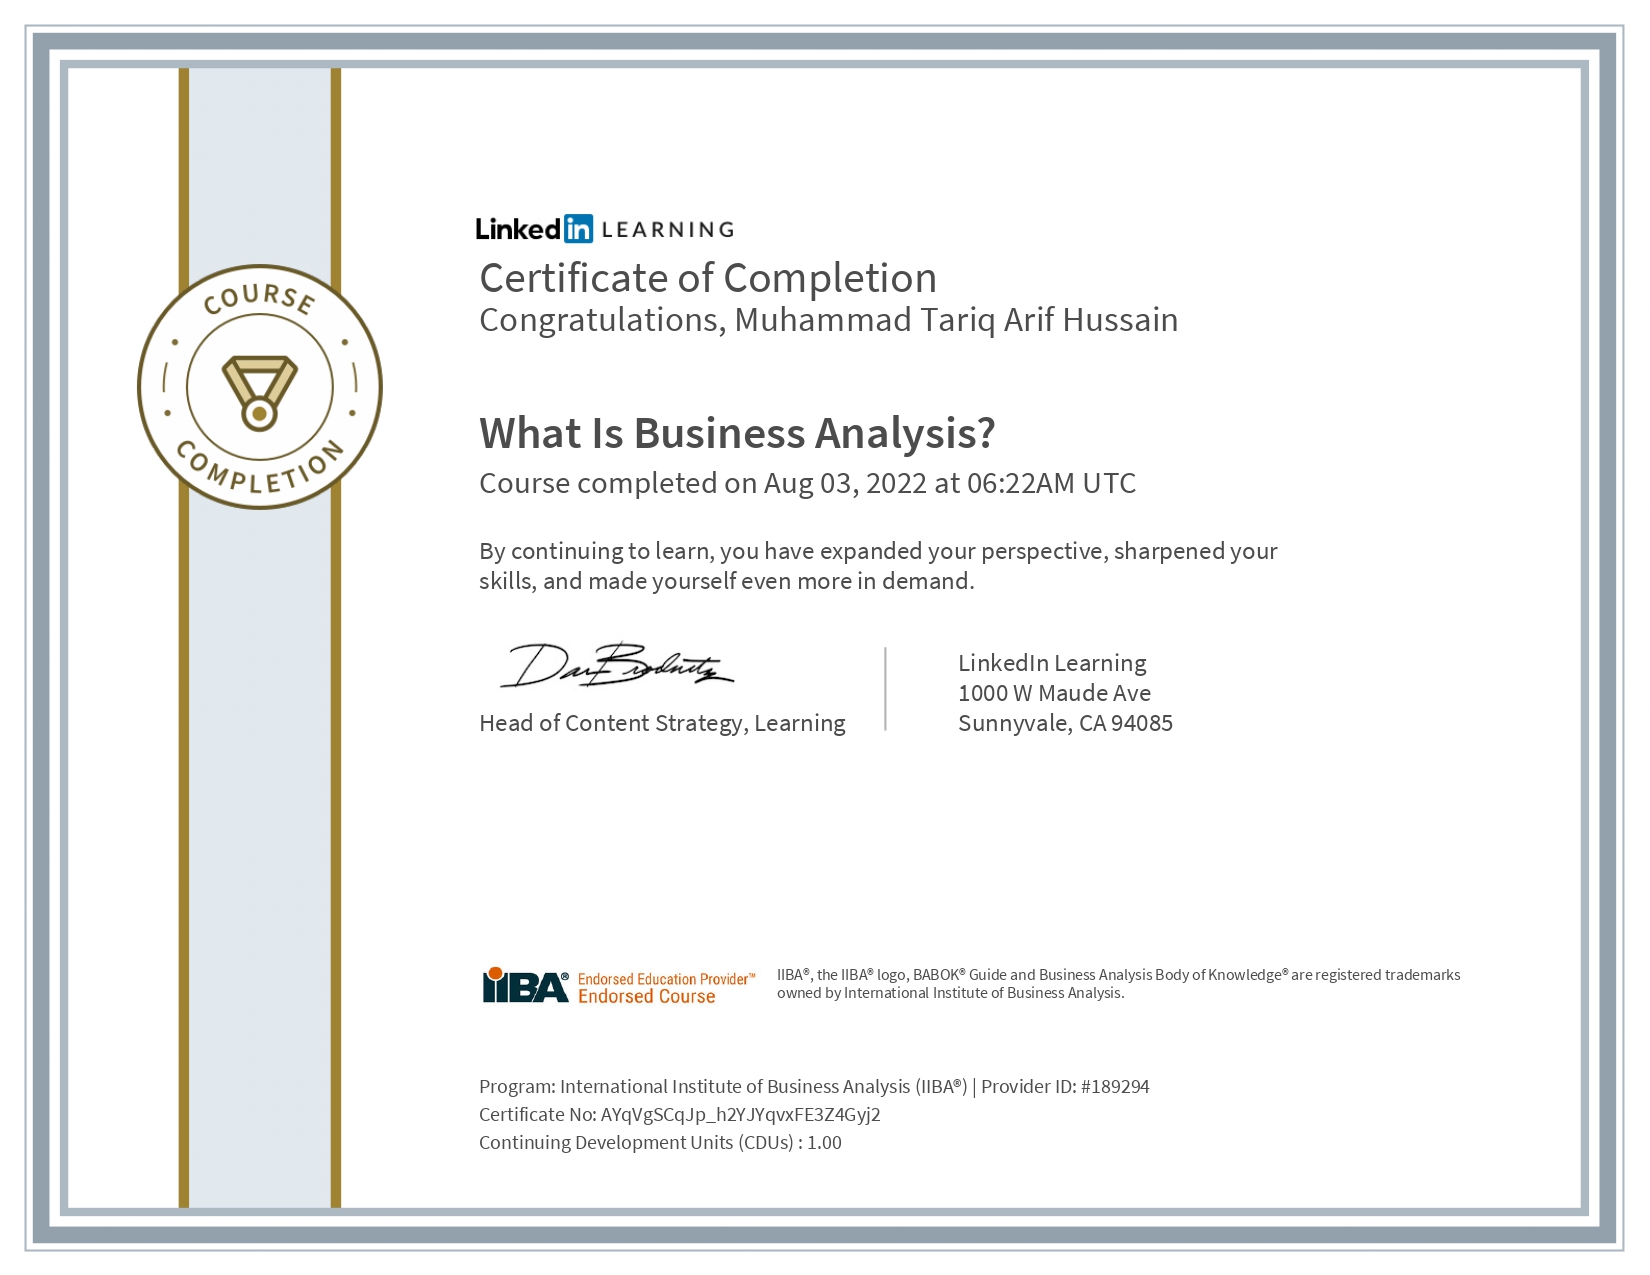 COURSE
COMPLETION
Linked in LEARNING
Certificate of Completion
Congratulations, Muhammad Tariq Arif Hussain
What Is Business Analysis?
Course completed on Aug 03, 2022 at 06:22AM UTC
By continuing to learn, you have expanded your perspective, sharpened your
skills, and made yourself even more in demand.
Head of Content Strategy, Learning
LinkedIn Learning
1000 W Maude Ave
Sunnyvale, CA 94085
IIBA® Endorsed Education Provider™
Endorsed Course
IIBA®, the IIBA® logo, BABOK® Guide and Business Analysis Body of Knowledge® are registered trademarks
owned by International Institute of Business Analysis.
Program: International Institute of Business Analysis (IIBA®) | Provider ID: #189294
Certificate No: AYqVgSCqJp_h2YJYqvxFE3Z4Gyj2
Continuing Development Units (CDUs) : 1.00